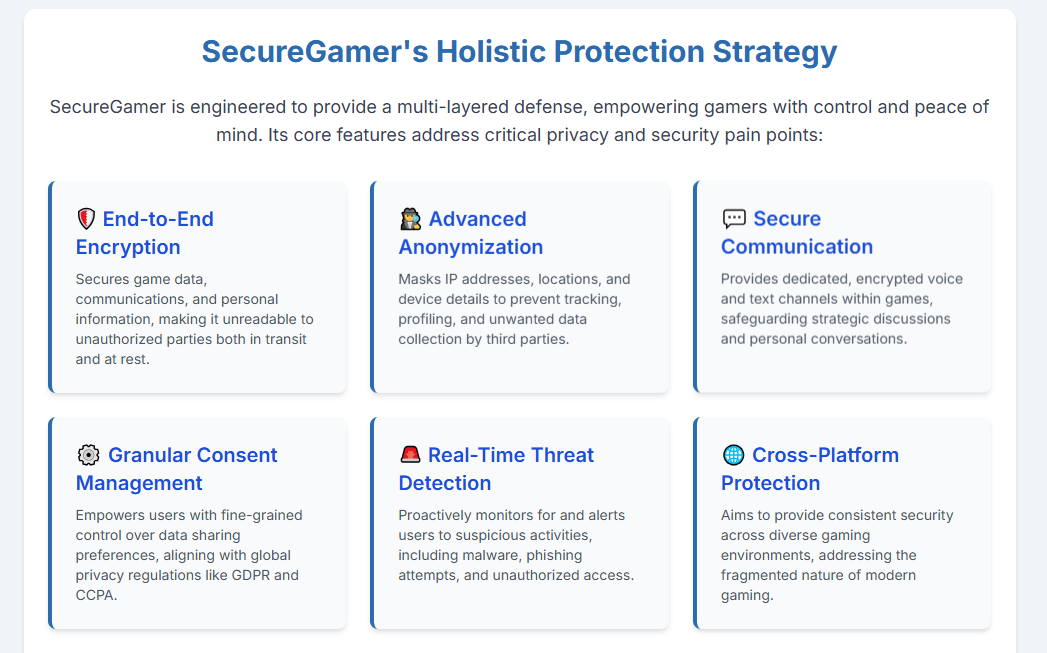 SecureGamer's Holistic Protection Strategy
SecureGamer is engineered to provide a multi-layered defense, empowering gamers with control and peace of
mind. Its core features address critical privacy and security pain points:
End-to-End
Encryption
Secures game data,
communications, and personal
information, making it unreadable to
unauthorized parties both in transit
and at rest.
Advanced
Anonymization
Masks IP addresses, locations, and
device details to prevent tracking,
profiling, and unwanted data
collection by third parties.
Secure
Communication
Provides dedicated, encrypted voice
and text channels within games,
safeguarding strategic discussions
and personal conversations.
Granular Consent
Management
Empowers users with fine-grained
control over data sharing
preferences, aligning with global
privacy regulations like GDPR and
CCPA.
Real-Time Threat
Detection
Proactively monitors for and alerts
users to suspicious activities,
including malware, phishing
attempts, and unauthorized access.
Cross-Platform
Protection
Aims to provide consistent security
across diverse gaming
environments, addressing the
fragmented nature of modern
gaming.